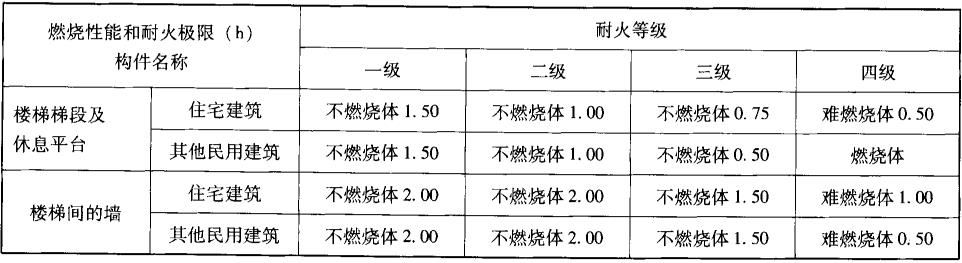 燃烧性能和耐火极限(h)
构件名称
耐火等级
一级 二级 三级 四级
楼梯梯段及
休息平台
住宅建筑 不燃烧体1.50 不燃烧体1.00 不燃烧体0.75 难燃烧体0.50
其他民用建筑 不燃烧体1.50 不燃烧体1.00 不燃烧体0.50 燃烧体
楼梯间的墙
住宅建筑 不燃烧体2.00 不燃烧体2.00 不燃烧体1.50 难燃烧体1.00
其他民用建筑 不燃烧体2.00 不燃烧体2.00 不燃烧体1.50 难燃烧体0.50